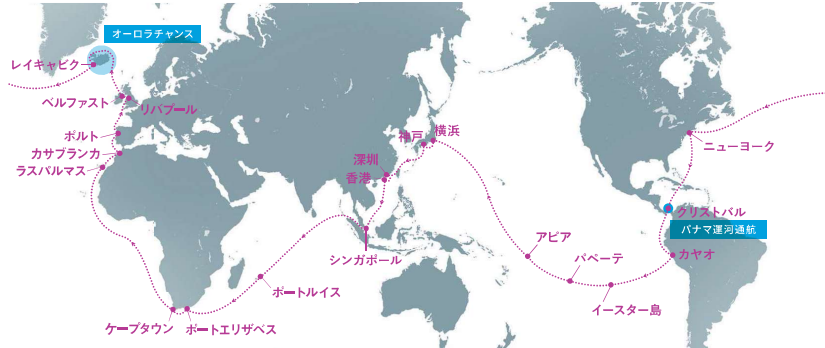 オーロラチャンス
レイキャビク
ベルファスト
リバプール
ポルト
カサブランカ
ラスパルマス
神戸
横浜
深圳
香港
シンガポール
ポートルイス
ケープタウン
ポートエリザベス
アピア
パペーテ
イースター島
ニューヨーク
クリストバル
パナマ運河通航
カヤオ